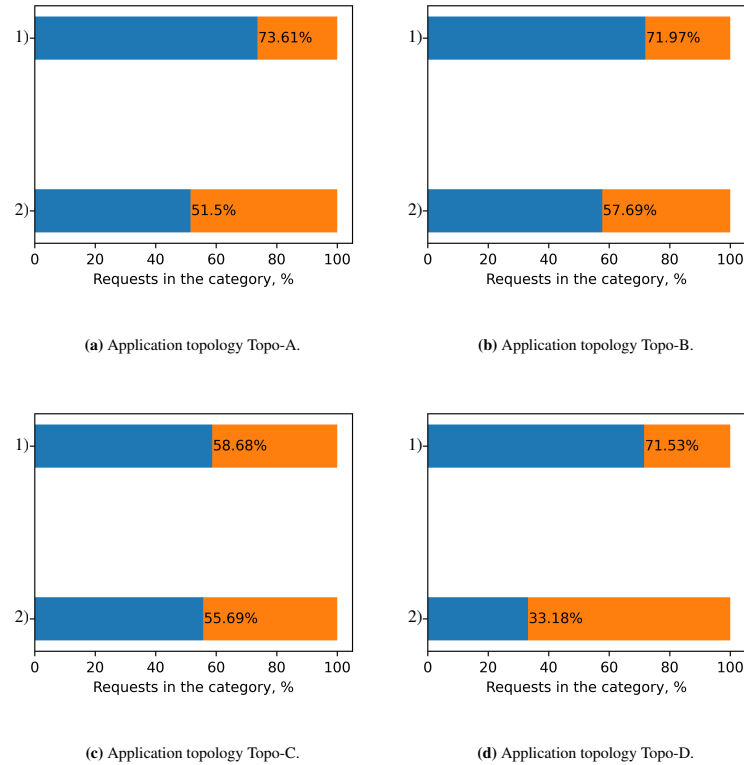 1)
73.61%
2)
51.5%
0 20 40 60 80 100
Requests in the category, %
(a) Application topology Topo-A.
1)
71.97%
2)
57.69%
0 20 40 60 80 100
Requests in the category, %
(b) Application topology Topo-B.
1)
58.68%
2)
55.69%
0 20 40 60 80 100
Requests in the category, %
(c) Application topology Topo-C.
1)
71.53%
2)
33.18%
0 20 40 60 80 100
Requests in the category, %
(d) Application topology Topo-D.